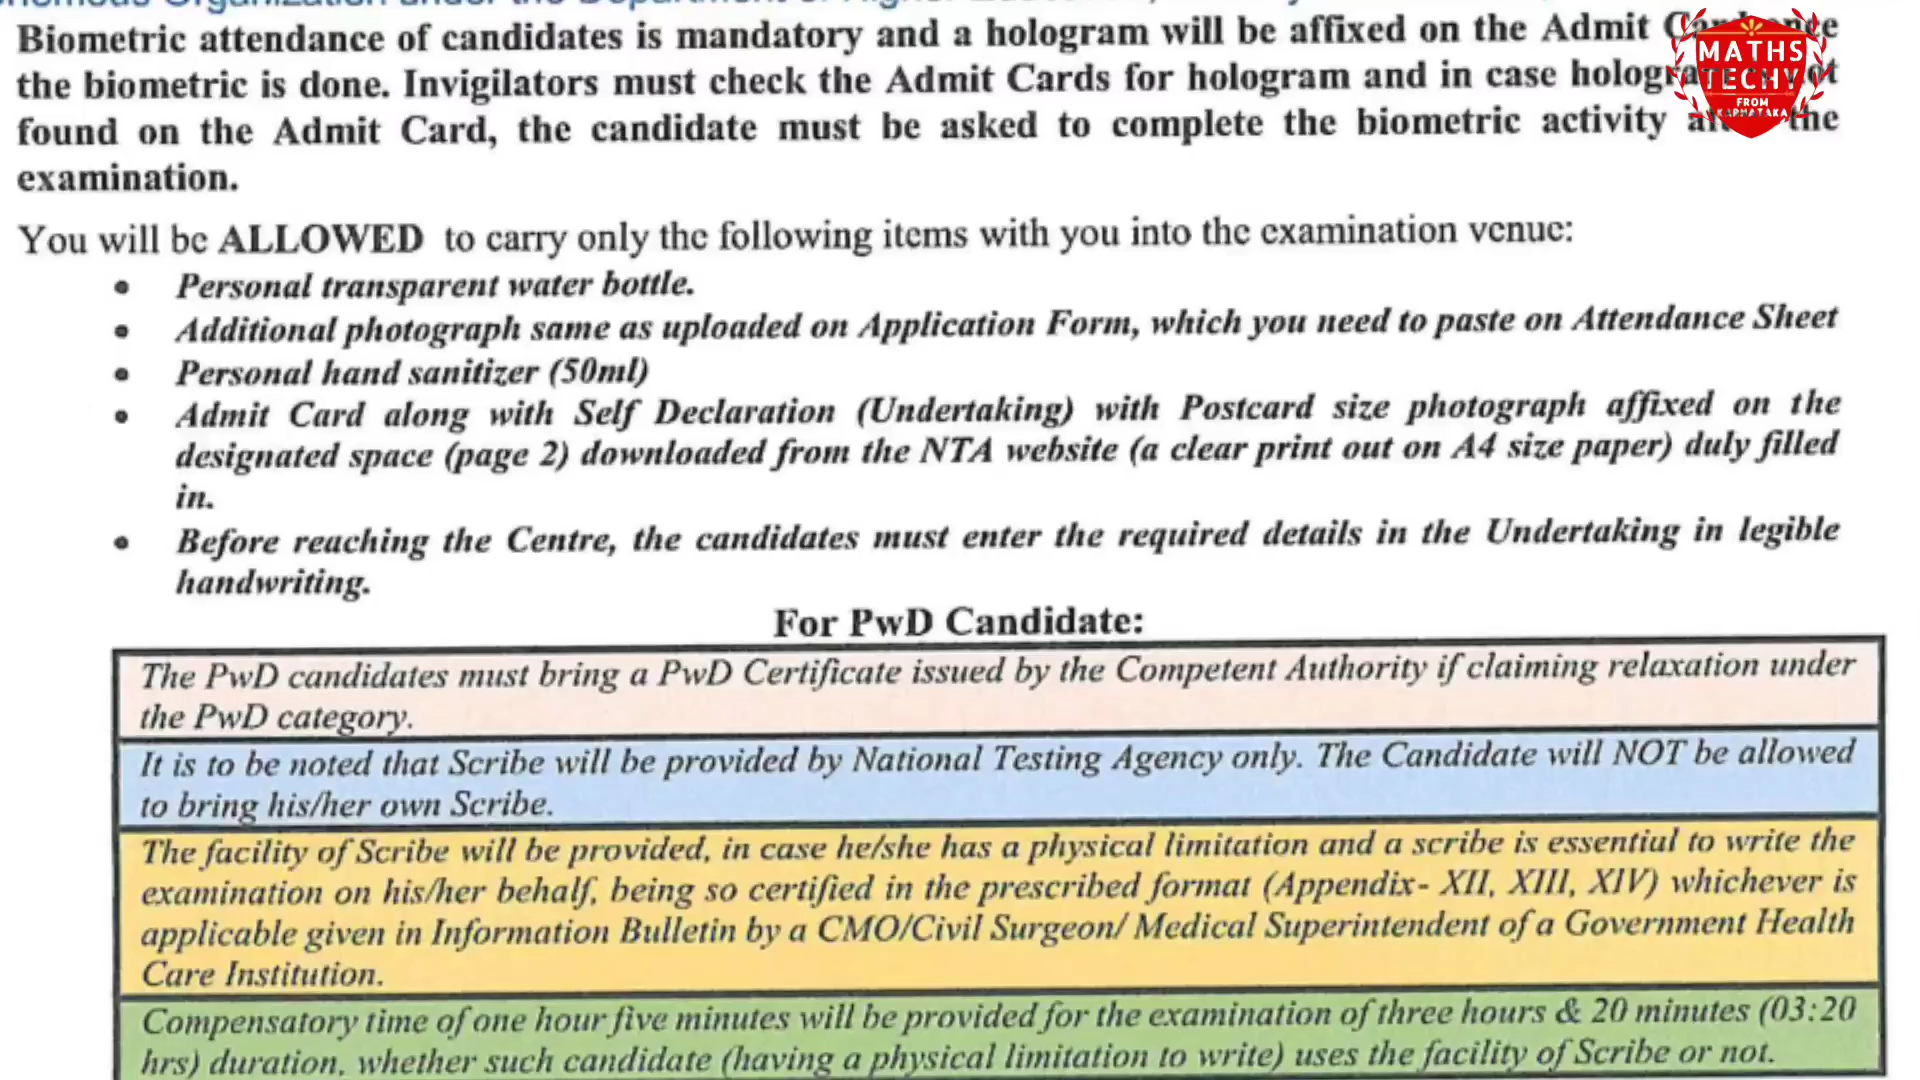 Biometric attendance of candidates is mandatory and a hologram will be affixed on the Admit
the biometric is done. Invigilators must check the Admit Cards for hologram and in case
found on the Admit Card, the candidate must be asked to complete the biometric activity the
examination.
MATHS
TECHY
FROM
KARNATAKA
You will be ALLOWED to carry only the following items with you into the examination venue:
• Personal transparent water bottle.
• Additional photograph same as uploaded on Application Form, which you need to paste on Attendance Sheet
• Personal hand sanitizer (50ml)
• Admit Card along with Self Declaration (Undertaking) with Postcard size photograph affixed on the
designated space (page 2) downloaded from the NTA website (a clear print out on A4 size paper) duly filled
in.
• Before reaching the Centre, the candidates must enter the required details in the Undertaking in legible
handwriting.
For PwD Candidate:
The PwD candidates must bring a PwD Certificate issued by the Competent Authority if claiming relaxation under
the PwD category.
It is to be noted that Scribe will be provided by National Testing Agency only. The Candidate will NOT be allowed
to bring his/her own Scribe.
The facility of Scribe will be provided, in case he/she has a physical limitation and a scribe is essential to write the
examination on his/her behalf, being so certified in the prescribed format (Appendix- XII, XIII, XIV) whichever is
applicable given in Information Bulletin by a CMO/Civil Surgeon/ Medical Superintendent of a Government Health
Care Institution.
Compensatory time of one hour five minutes will be provided for the examination of three hours & 20 minutes (03:20
hrs) duration, whether such candidate (having a physical limitation to write) uses the facility of Scribe or not.